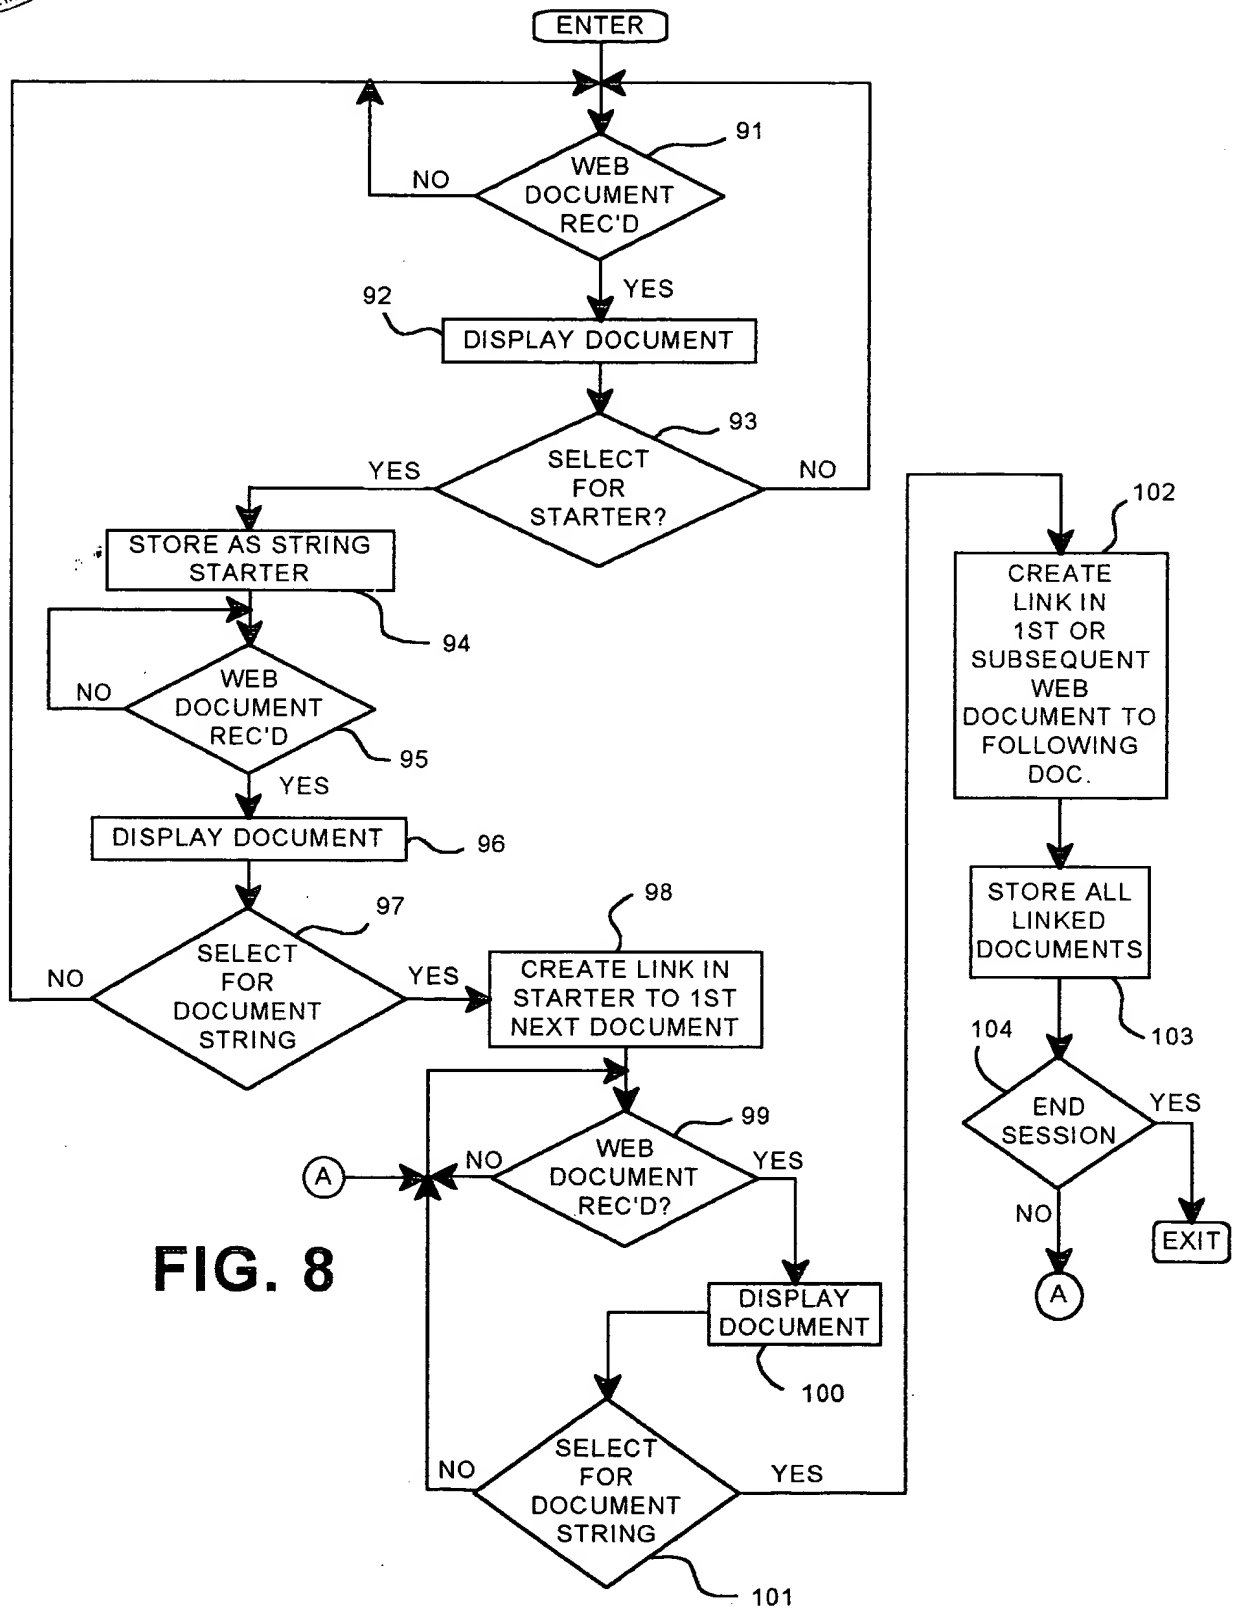 ENTER
91
WEB
DOCUMENT
REC'D
NO
YES
92
DISPLAY DOCUMENT
93
SELECT
FOR
STARTER?
YES
NO
STORE AS STRING
STARTER
94
WEB
DOCUMENT
REC'D
NO
95
YES
DISPLAY DOCUMENT
96
97
SELECT
FOR
DOCUMENT
STRING
NO
YES
98
CREATE LINK IN
STARTER TO 1ST
NEXT DOCUMENT
99
WEB
DOCUMENT
REC'D?
NO
YES
A
FIG. 8
DISPLAY
DOCUMENT
100
SELECT
FOR
DOCUMENT
STRING
NO
YES
101
102
CREATE
LINK IN
1ST OR
SUBSEQUENT
WEB
DOCUMENT TO
FOLLOWING
DOC.
STORE ALL
LINKED
DOCUMENTS
103
104
END
SESSION
YES
NO
EXIT
A